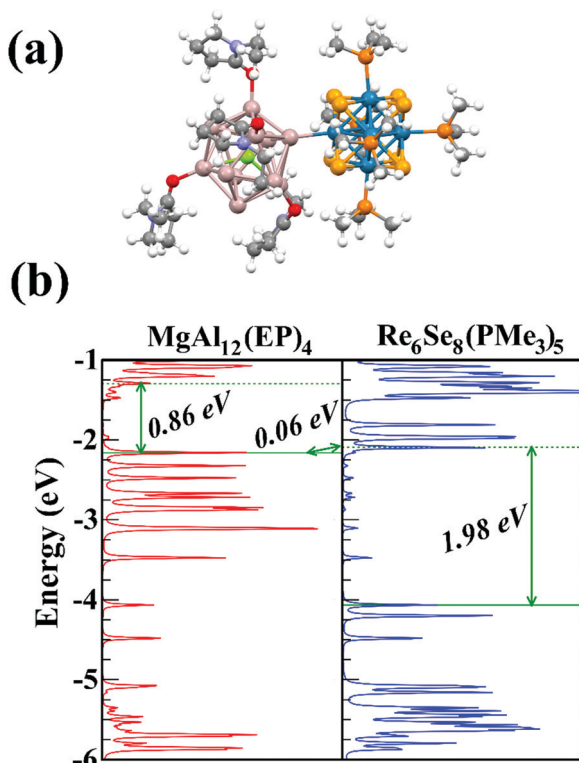 (a)
(b)
MgAl₁₂(EP)₄ Re₆Se₈(PMe₃)₅
-1
0.86 eV
0.06 eV
-2
-3
1.98 eV
-4
-5
-6
Energy (eV)